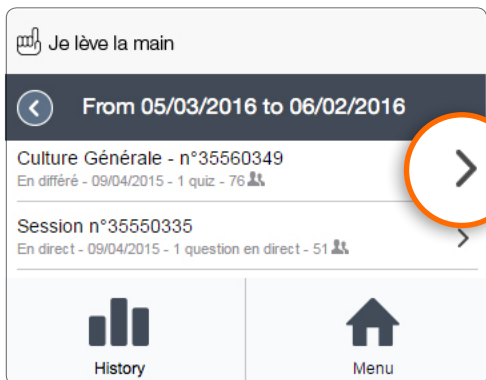 Je lève la main
From 05/03/2016 to 06/02/2016
Culture Générale - n°35560349
En différé - 09/04/2015 - 1 quiz - 76
Session n°35550335
En direct - 09/04/2015 - 1 question en direct - 51
History
Menu